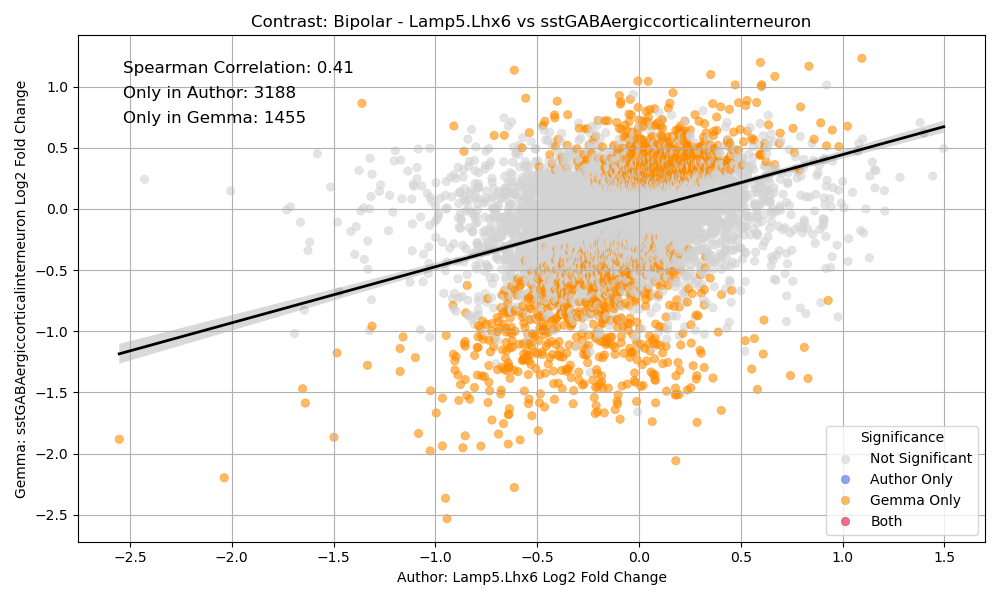 Contrast: Bipolar - Lamp5.Lhx6 vs sstGABAergiccorticalinterneuron
Spearman Correlation: 0.41
Only in Author: 3188
Only in Gemma: 1455
Gemma: sstGABAergiccorticalinterneuron Log2 Fold Change
1.0
0.5
0.0
−0.5
−1.0
−1.5
−2.0
−2.5
Significance
Not Significant
Author Only
Gemma Only
Both
−2.5 −2.0 −1.5 −1.0 −0.5 0.0 0.5 1.0 1.5
Author: Lamp5.Lhx6 Log2 Fold Change